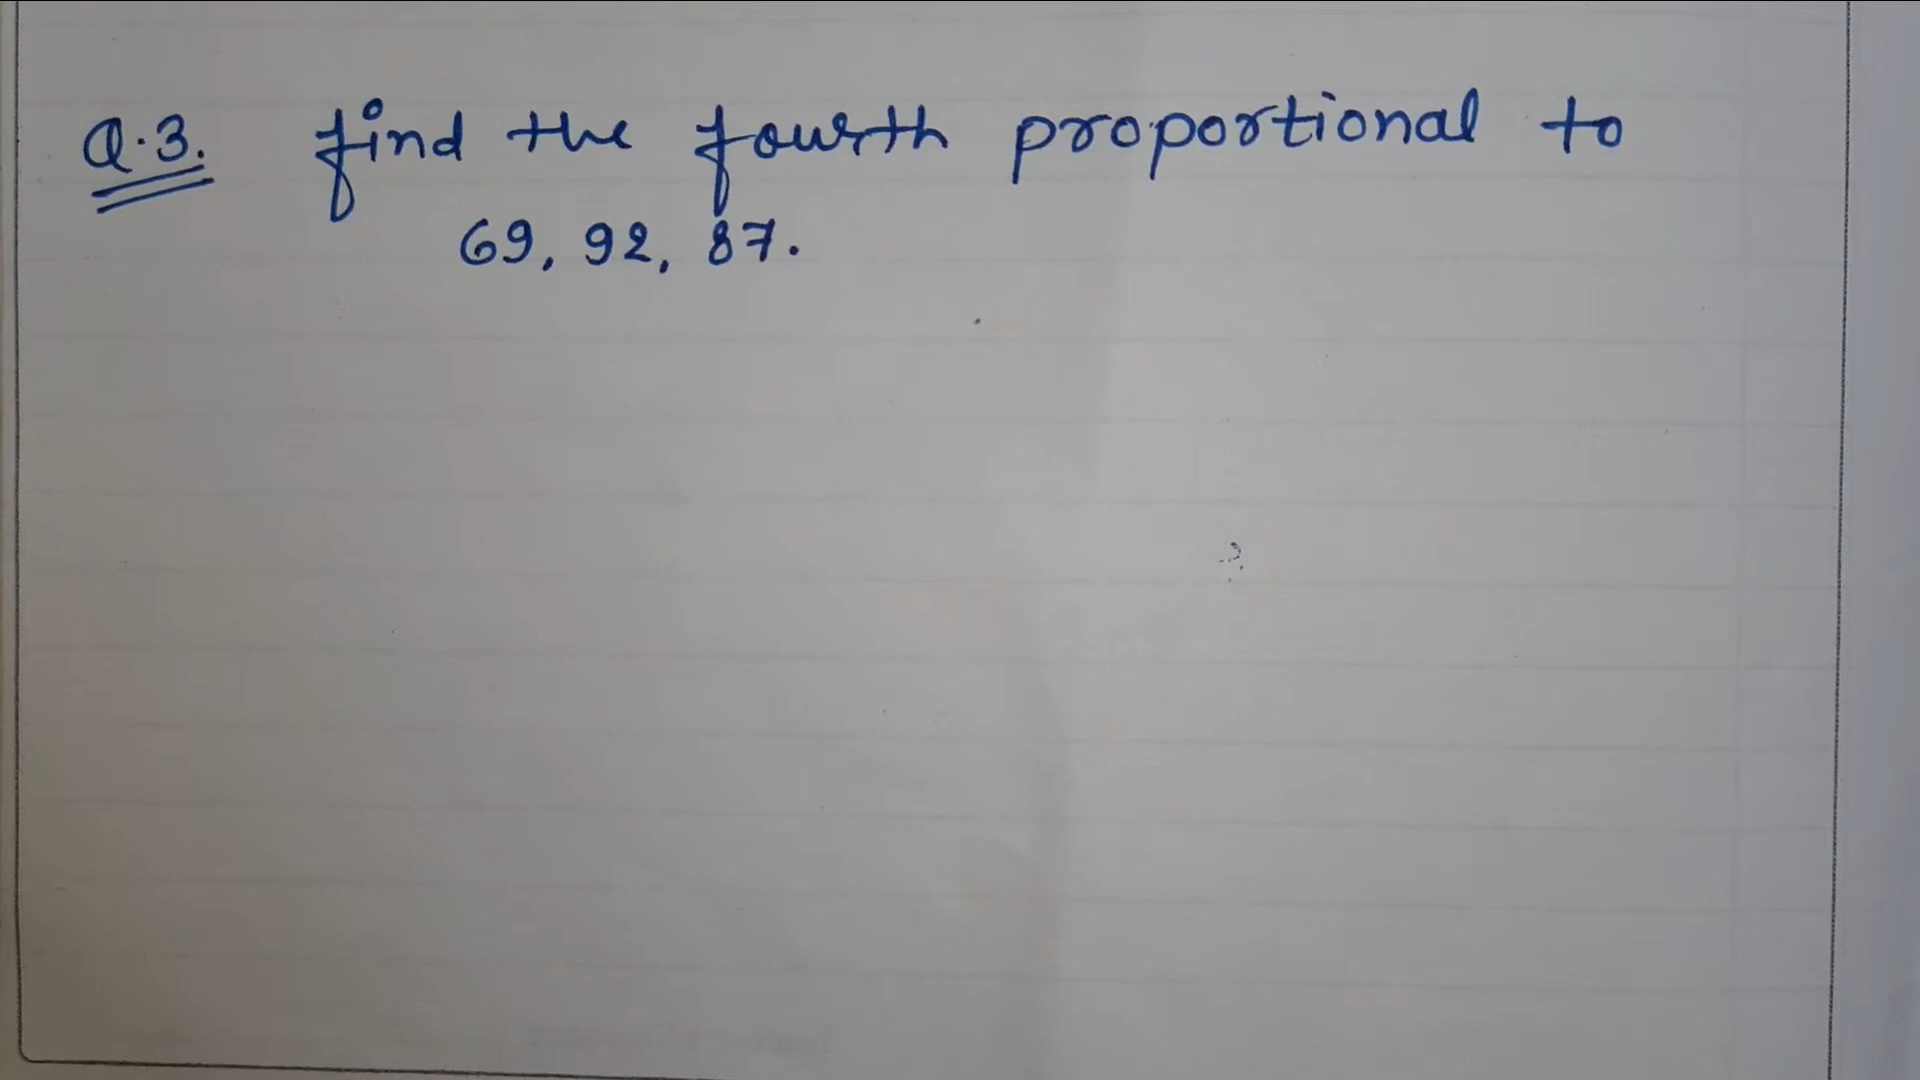 Q.3. find the fourth proportional to
69, 92, 87.